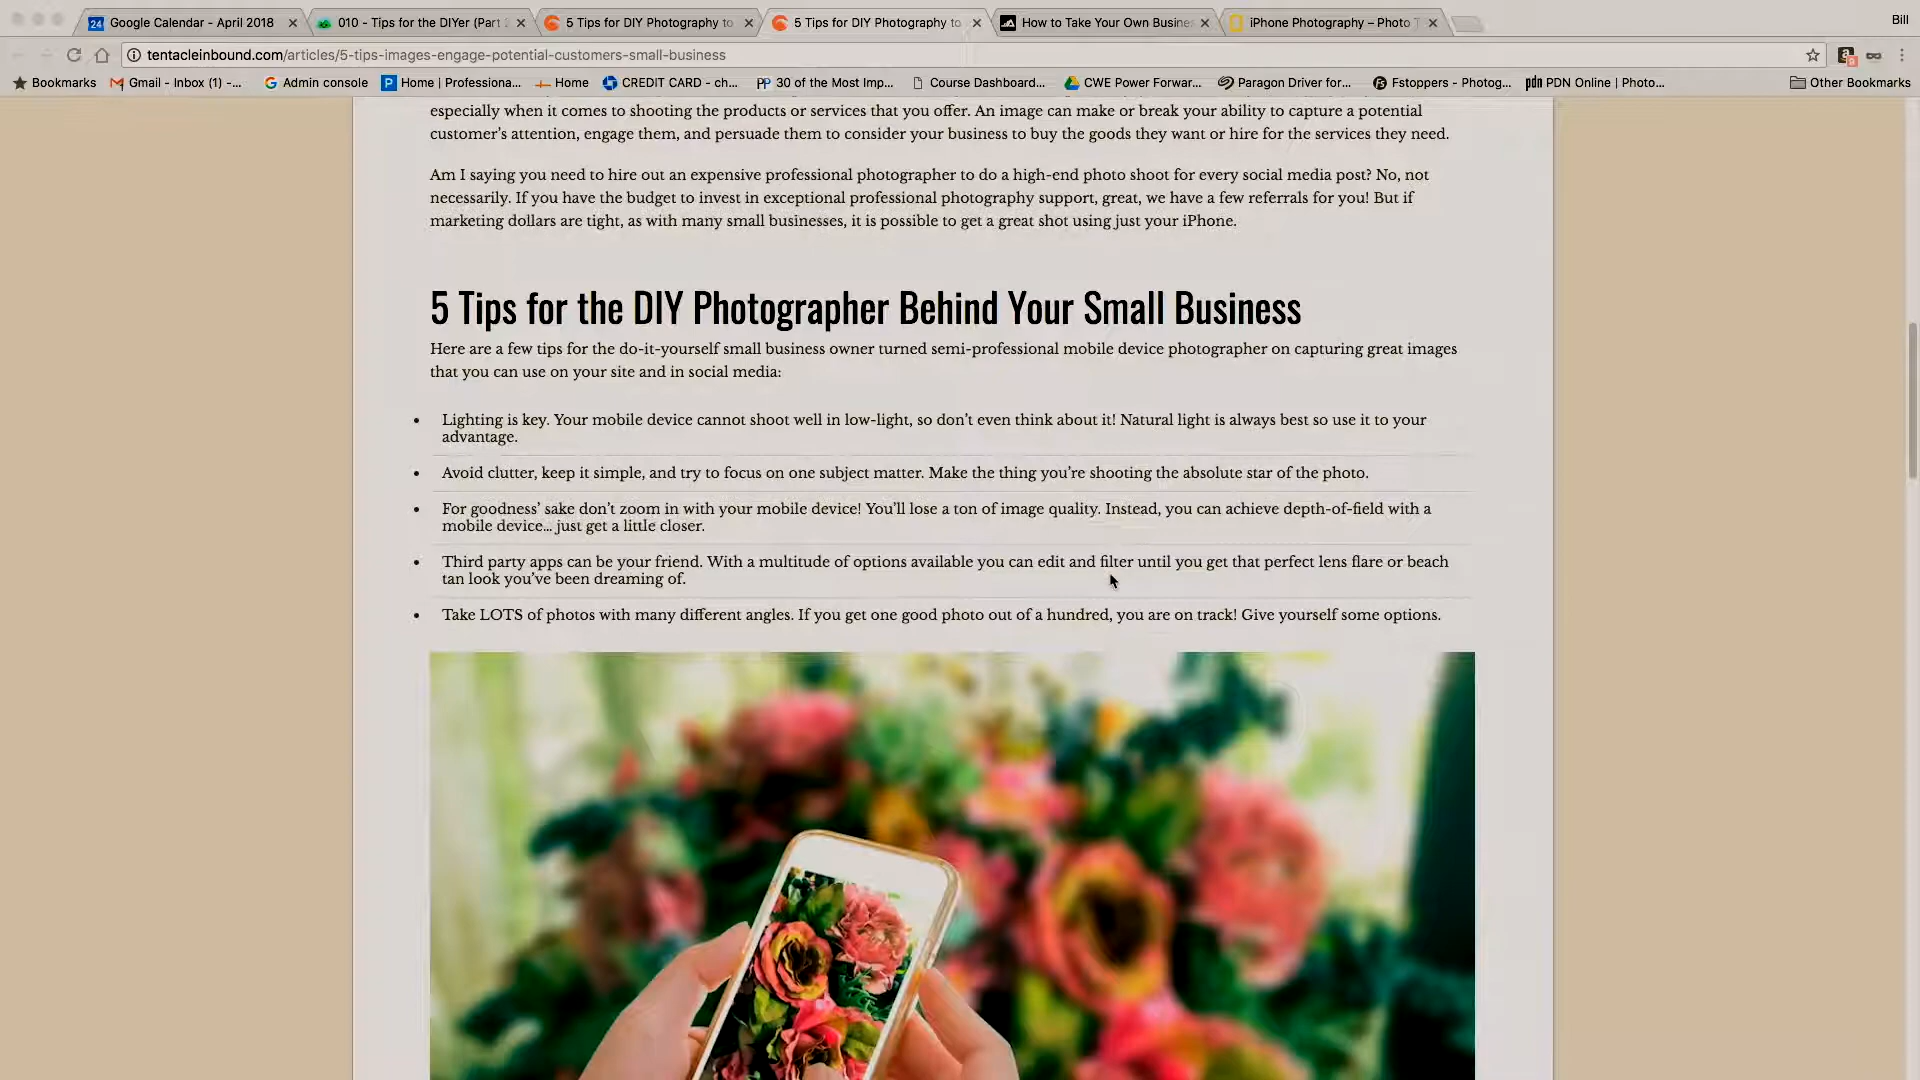 Google Calendar - April 2018
010 - Tips for the DIYer (Part 2
5 Tips for DIY Photography to
5 Tips for DIY Photography to
How to Take Your Own Busine
iPhone Photography – Photo T
Bill
tentacleinbound.com/articles/5-tips-images-engage-potential-customers-small-business
Bookmarks
Gmail - Inbox (1) -...
Admin console
Home | Professiona...
Home
CREDIT CARD - ch...
30 of the Most Imp...
Course Dashboard...
CWE Power Forwar...
Paragon Driver for...
Fstoppers - Photog...
PDN Online | Photo...
Other Bookmarks
especially when it comes to shooting the products or services that you offer. An image can make or break your ability to capture a potential
customer’s attention, engage them, and persuade them to consider your business to buy the goods they want or hire for the services they need.
Am I saying you need to hire out an expensive professional photographer to do a high-end photo shoot for every social media post? No, not
necessarily. If you have the budget to invest in exceptional professional photography support, great, we have a few referrals for you! But if
marketing dollars are tight, as with many small businesses, it is possible to get a great shot using just your iPhone.
5 Tips for the DIY Photographer Behind Your Small Business
Here are a few tips for the do-it-yourself small business owner turned semi-professional mobile device photographer on capturing great images
that you can use on your site and in social media:
• Lighting is key. Your mobile device cannot shoot well in low-light, so don’t even think about it! Natural light is always best so use it to your
advantage.
• Avoid clutter, keep it simple, and try to focus on one subject matter. Make the thing you’re shooting the absolute star of the photo.
• For goodness’ sake don’t zoom in with your mobile device! You’ll lose a ton of image quality. Instead, you can achieve depth-of-field with a
mobile device… just get a little closer.
• Third party apps can be your friend. With a multitude of options available you can edit and filter until you get that perfect lens flare or beach
tan look you’ve been dreaming of.
• Take LOTS of photos with many different angles. If you get one good photo out of a hundred, you are on track! Give yourself some options.